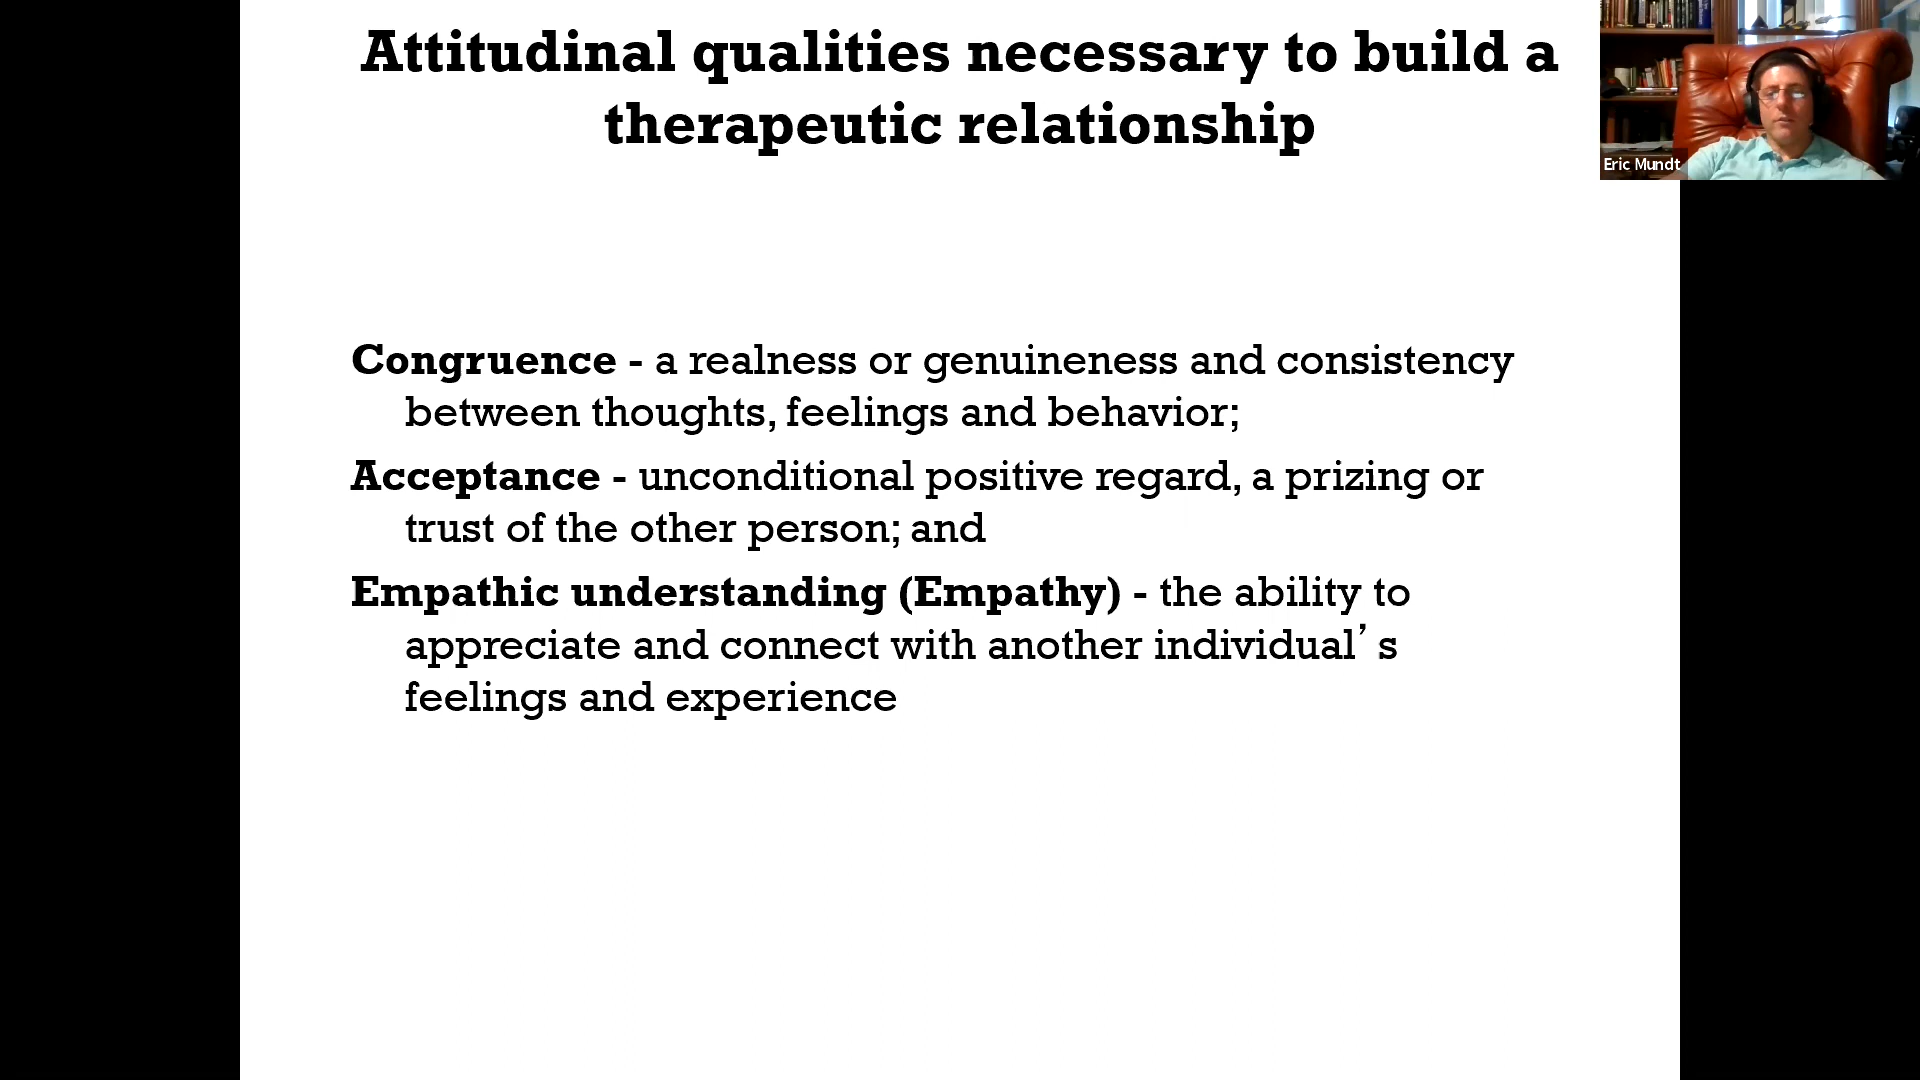 Attitudinal qualities necessary to build a
therapeutic relationship
Eric Mundt
Congruence - a realness or genuineness and consistency
between thoughts, feelings and behavior;
Acceptance - unconditional positive regard, a prizing or
trust of the other person; and
Empathic understanding (Empathy) - the ability to
appreciate and connect with another individual’ s
feelings and experience